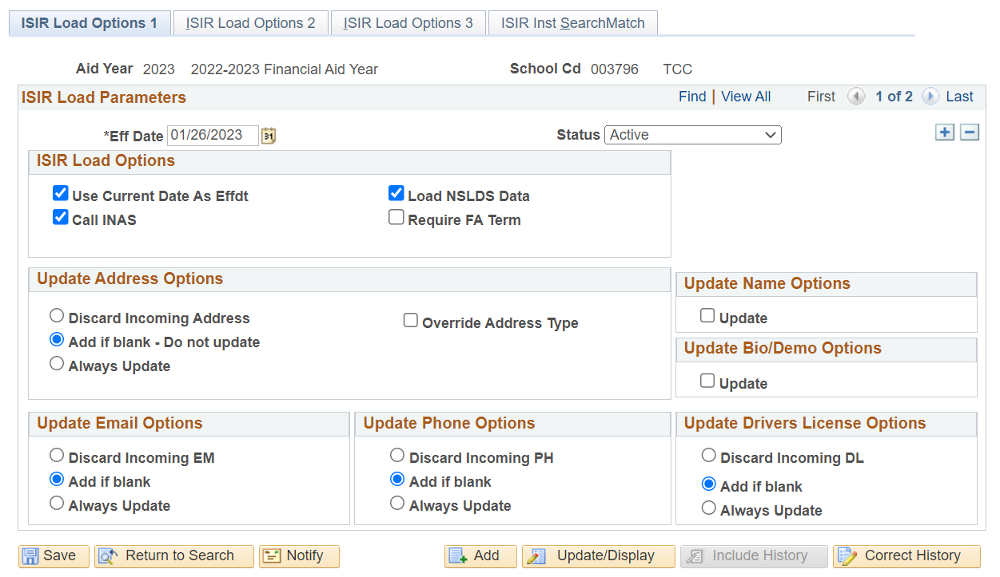 ISIR Load Options 1 ISIR Load Options 2 ISIR Load Options 3 ISIR Inst SearchMatch
Aid Year 2023 2022-2023 Financial Aid Year School Cd 003796 TCC
ISIR Load Parameters Find | View All First 1 of 2 Last
*Eff Date 01/26/2023 31 Status Active
ISIR Load Options
Use Current Date As Effdt Load NSLDS Data
Call INAS Require FA Term
Update Address Options
Update Name Options
Discard Incoming Address Override Address Type Update
Add if blank - Do not update
Update Bio/Demo Options
Always Update
Update
Update Email Options Update Phone Options Update Drivers License Options
Discard Incoming EM Discard Incoming PH Discard Incoming DL
Add if blank Add if blank Add if blank
Always Update Always Update Always Update
Save Return to Search Notify Add Update/Display Include History Correct History